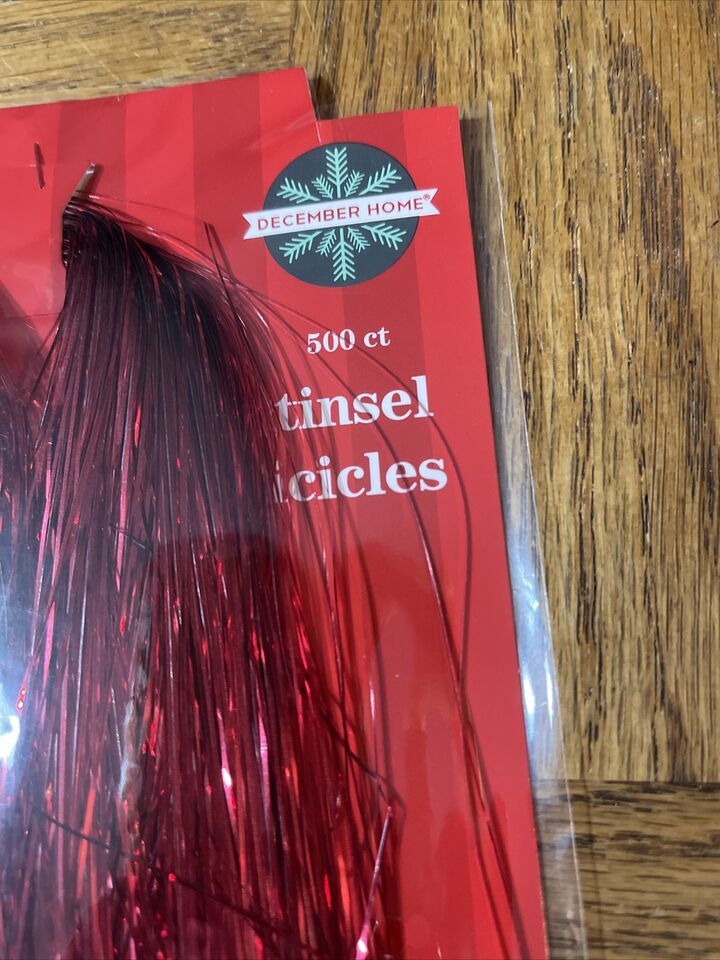 DECEMBER HOME®
500 ct
tinsel
icicles